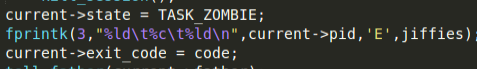 current->state = TASK_ZOMBIE;
fprintk(3,"%ld\t%c\t%ld\n",current->pid,'E',jiffies);
current->exit_code = code;